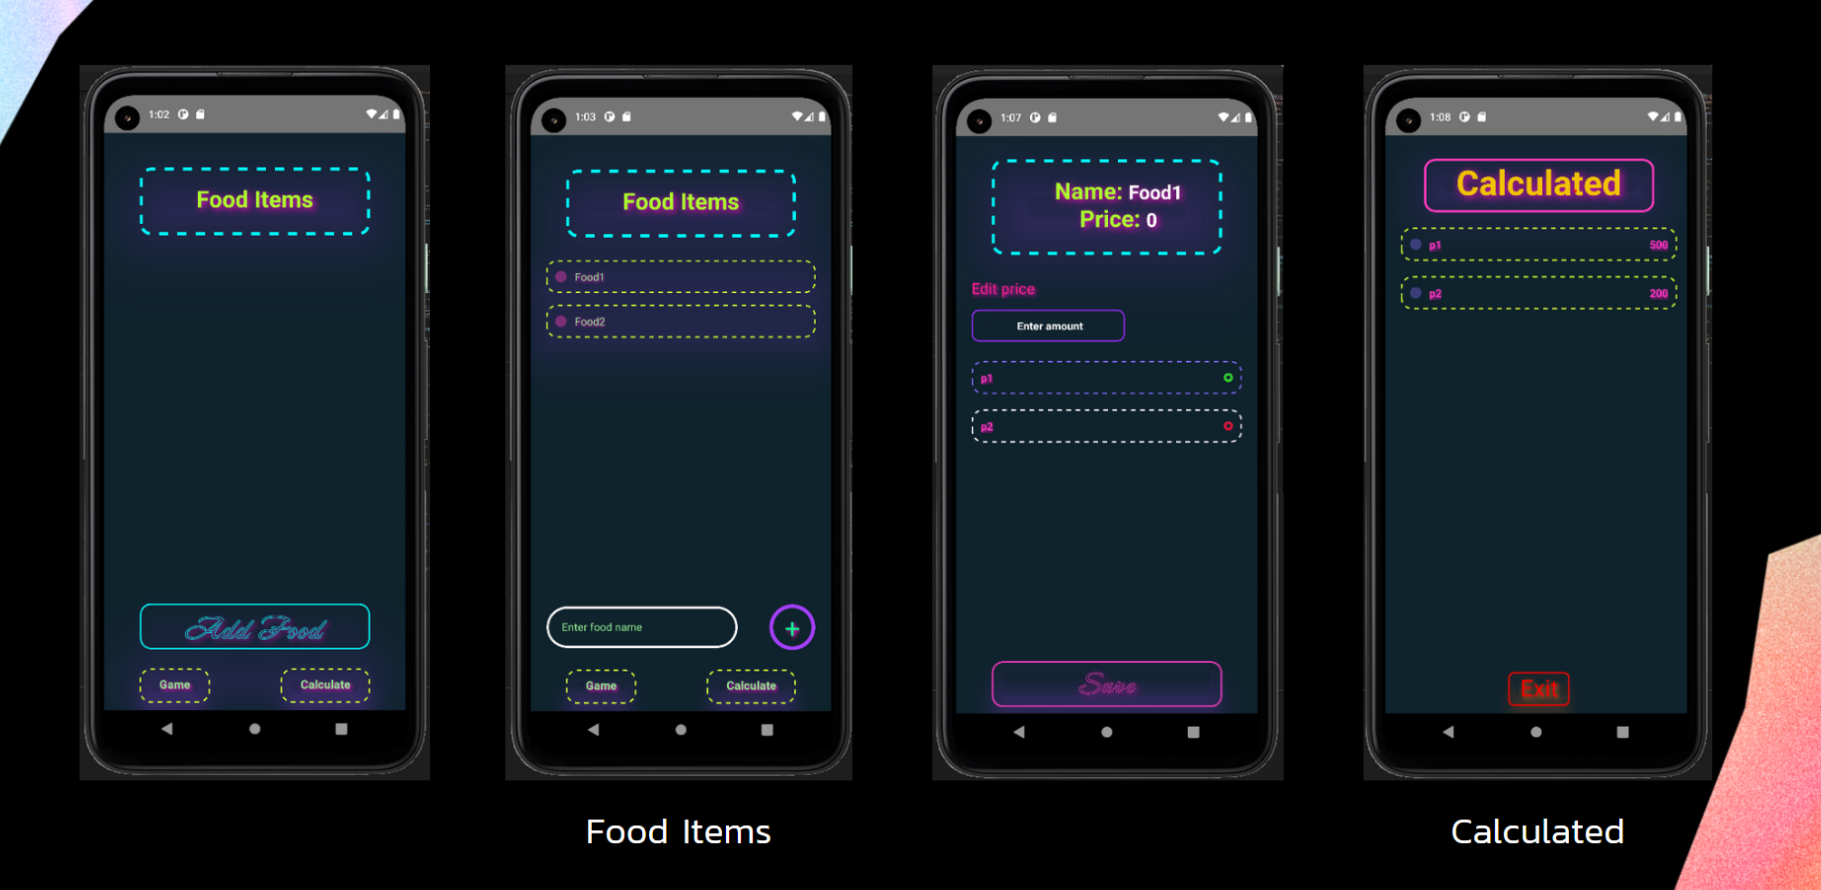 1:02
Food Items
Add Food
Game
Calculate
1:03
Food Items
Food1
Food2
Enter food name
+
Game
Calculate
1:07
Name: Food1
Price: 0
Edit price
Enter amount
p1
p2
Save
1:08
Calculated
p1 500
p2 200
Exit
Food Items
Calculated